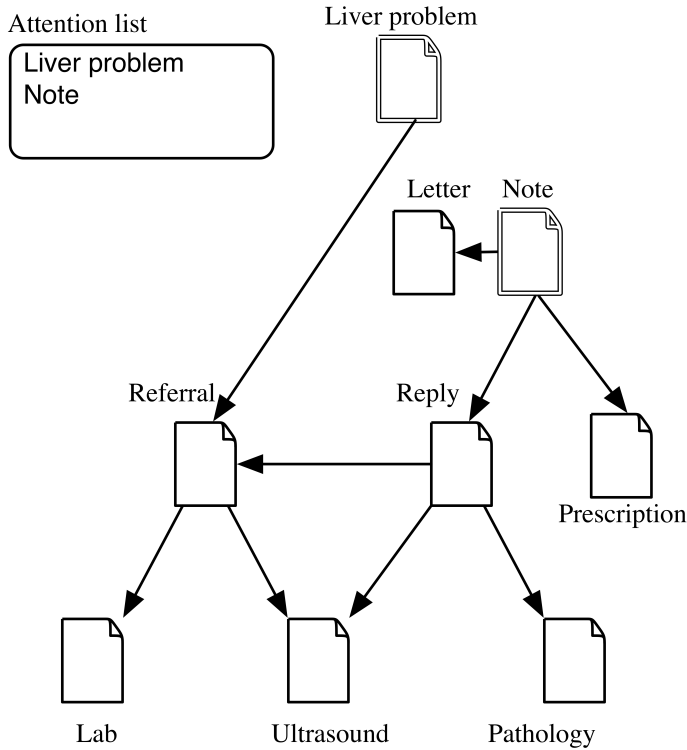 Attention list
Liver problem
Note
Liver problem
Letter
Note
Referral
Reply
Prescription
Lab
Ultrasound
Pathology